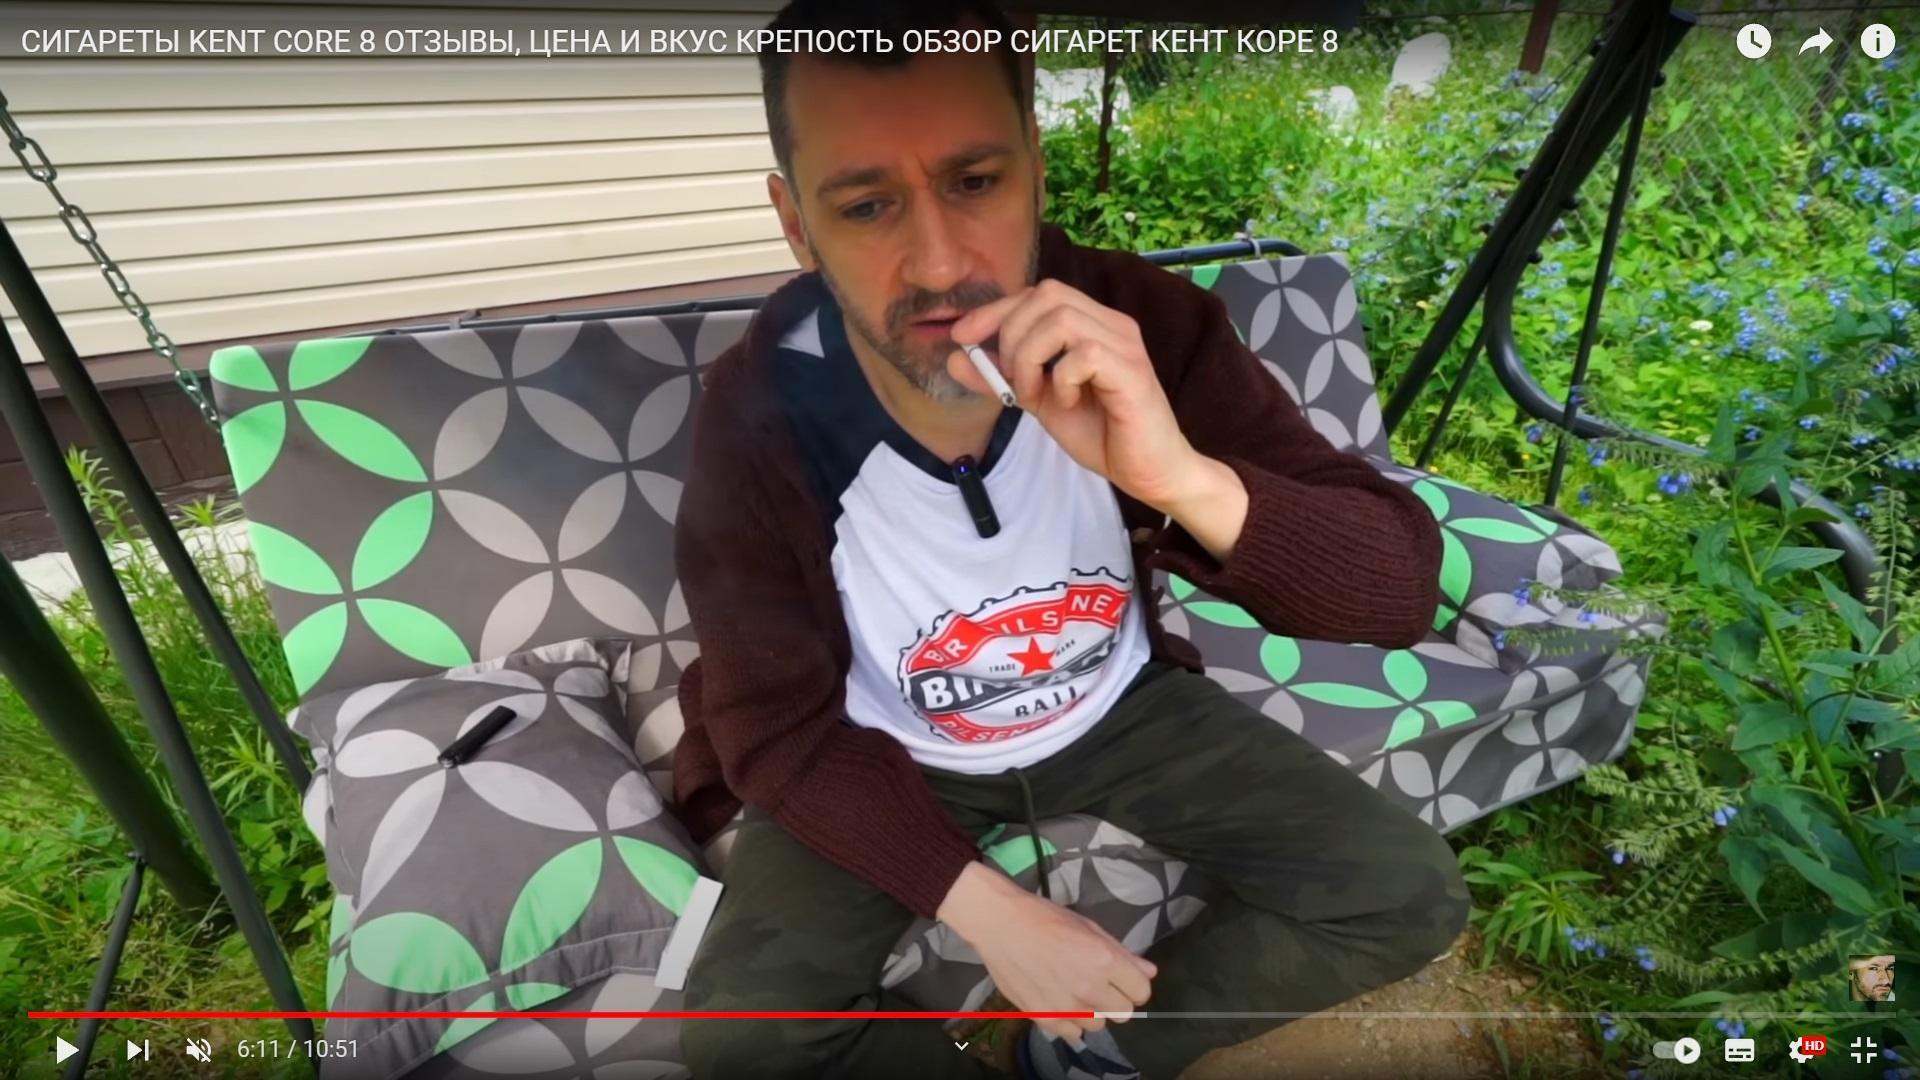 СИГАРЕТЫ KENT CORE 8 ОТЗЫВЫ, ЦЕНА И ВКУС КРЕПОСТЬ ОБЗОР СИГАРЕТ КЕНТ КОРЕ 8
TRADE MARK
BALI
6:11 / 10:51
HD